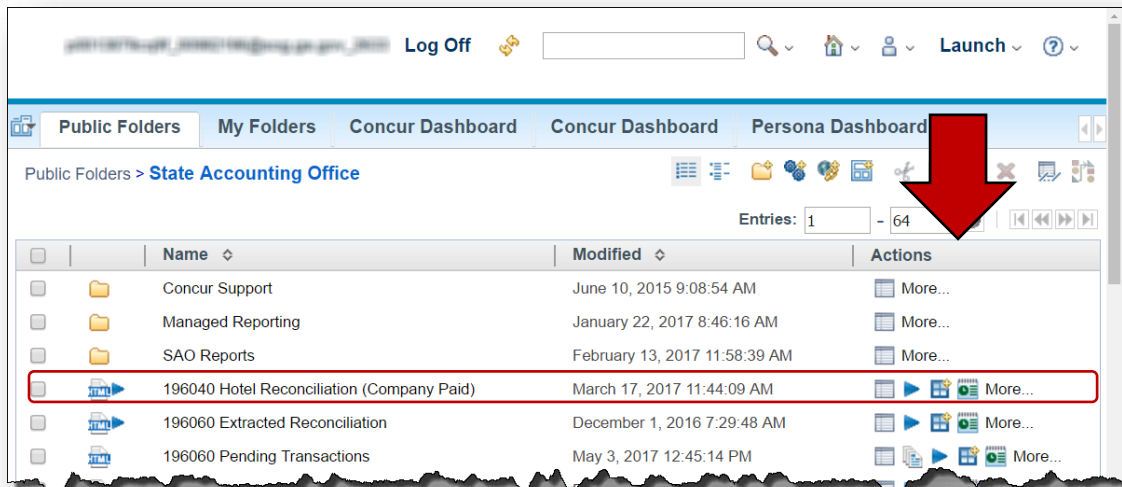 Log Off Launch
Public Folders My Folders Concur Dashboard Concur Dashboard Persona Dashboard
Public Folders > State Accounting Office
Entries: 1 - 64
Name Modified Actions
Concur Support June 10, 2015 9:08:54 AM More...
Managed Reporting January 22, 2017 8:46:16 AM More...
SAO Reports February 13, 2017 11:58:39 AM More...
196040 Hotel Reconciliation (Company Paid) March 17, 2017 11:44:09 AM More...
196060 Extracted Reconciliation December 1, 2016 7:29:48 AM More...
196060 Pending Transactions May 3, 2017 12:45:14 PM More...